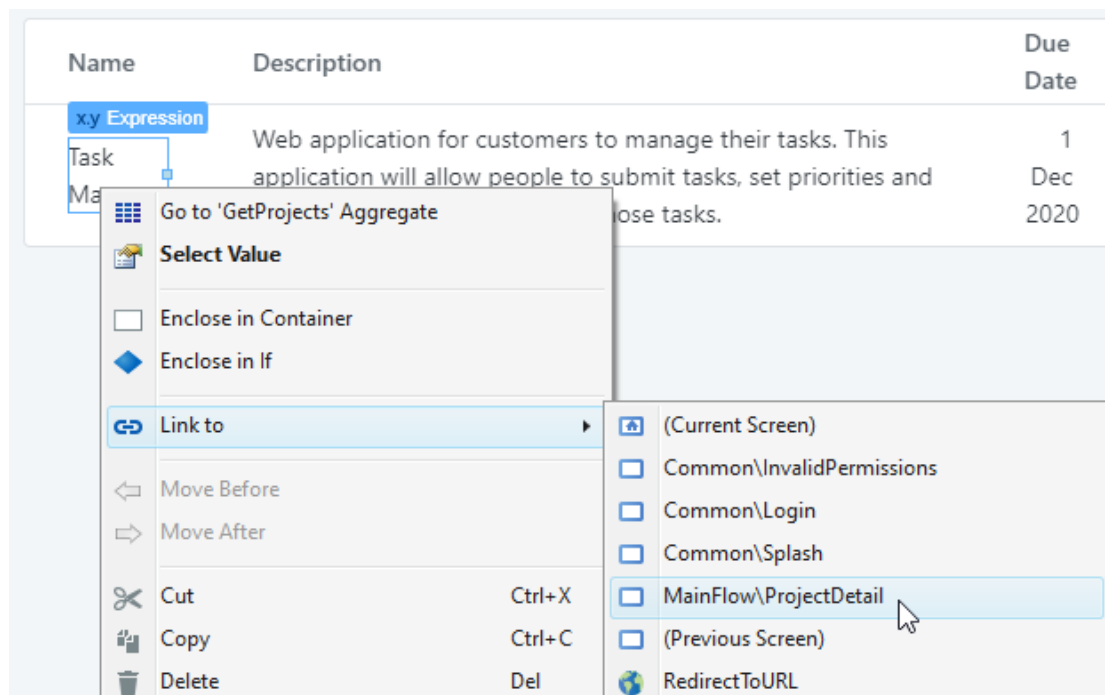 Name Description Due Date
x.y Expression
Task
Ma
Web application for customers to manage their tasks. This
application will allow people to submit tasks, set priorities and
ose tasks.
1
Dec
2020
Go to 'GetProjects' Aggregate
Select Value
Enclose in Container
Enclose in If
Link to
Move Before
Move After
Cut Ctrl+X
Copy Ctrl+C
Delete Del
(Current Screen)
Common\InvalidPermissions
Common\Login
Common\Splash
MainFlow\ProjectDetail
(Previous Screen)
RedirectToURL